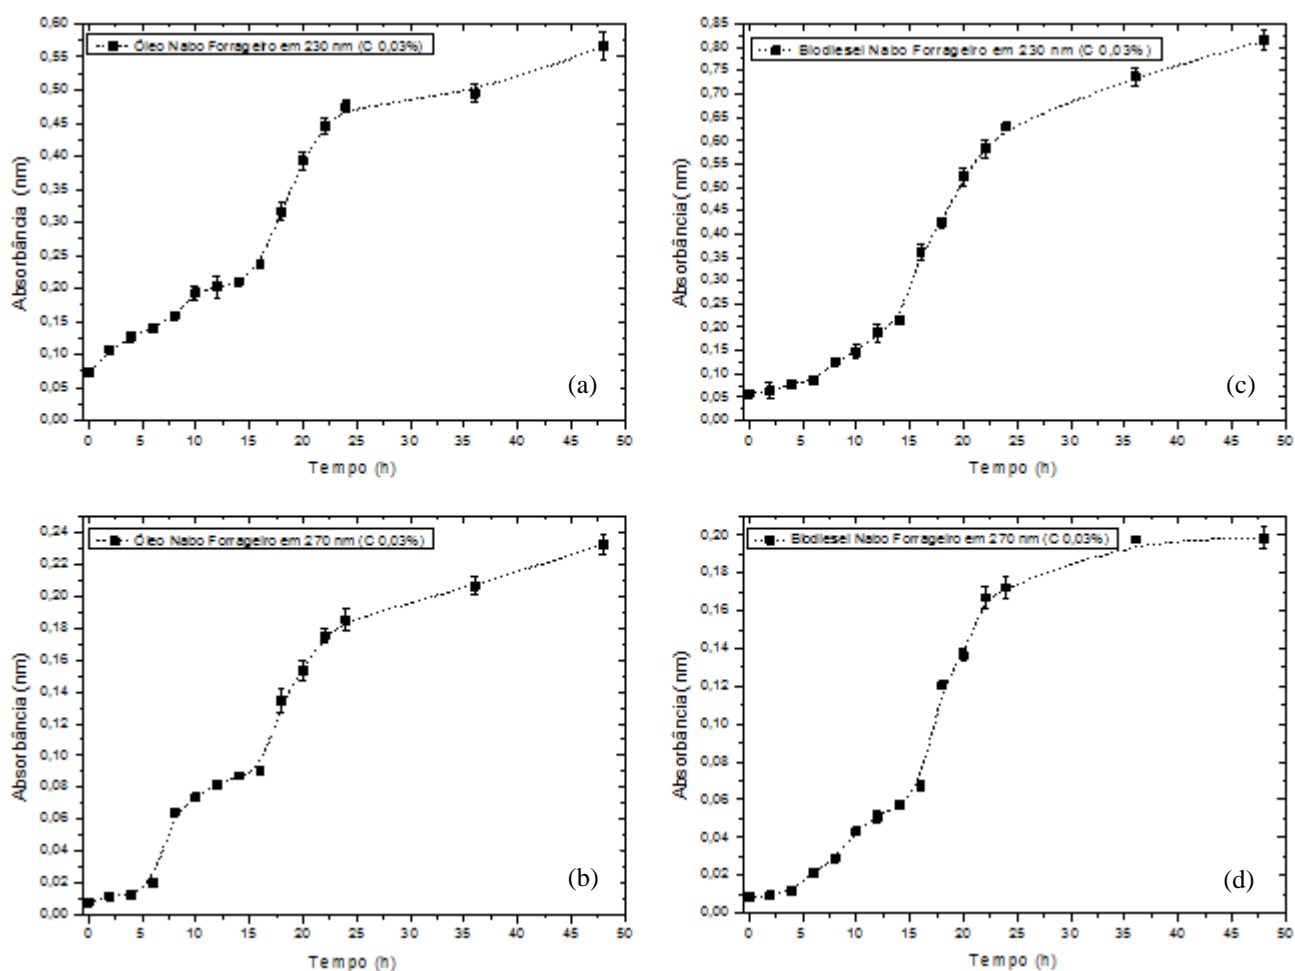 0,60
0,55
0,50
0,45
0,40
0,35
0,30
0,25
0,20
0,15
0,10
0,05
0,00
Absorbância (nm)
Óleo Nabo Forrageiro em 230 nm (C 0,03%)
(a)
0 5 10 15 20 25 30 35 40 45 50
Tempo (h)
0,85
0,80
0,75
0,70
0,65
0,60
0,55
0,50
0,45
0,40
0,35
0,30
0,25
0,20
0,15
0,10
0,05
0,00
Absorbância(nm)
Biodiesel Nabo Forrageiro em 230 nm (C 0,03%)
(c)
0 5 10 15 20 25 30 35 40 45 50
Tempo (h)
0,24
0,22
0,20
0,18
0,16
0,14
0,12
0,10
0,08
0,06
0,04
0,02
0,00
Absorbância(nm)
Óleo Nabo Forrageiro em 270 nm (C 0,03%)
(b)
0 5 10 15 20 25 30 35 40 45 50
Tempo (h)
0,20
0,18
0,16
0,14
0,12
0,10
0,08
0,06
0,04
0,02
0,00
Absorbância(nm)
Biodiesel Nabo Forrageiro em 270 nm (C 0,03%)
(d)
0 5 10 15 20 25 30 35 40 45 50
Tempo (h)